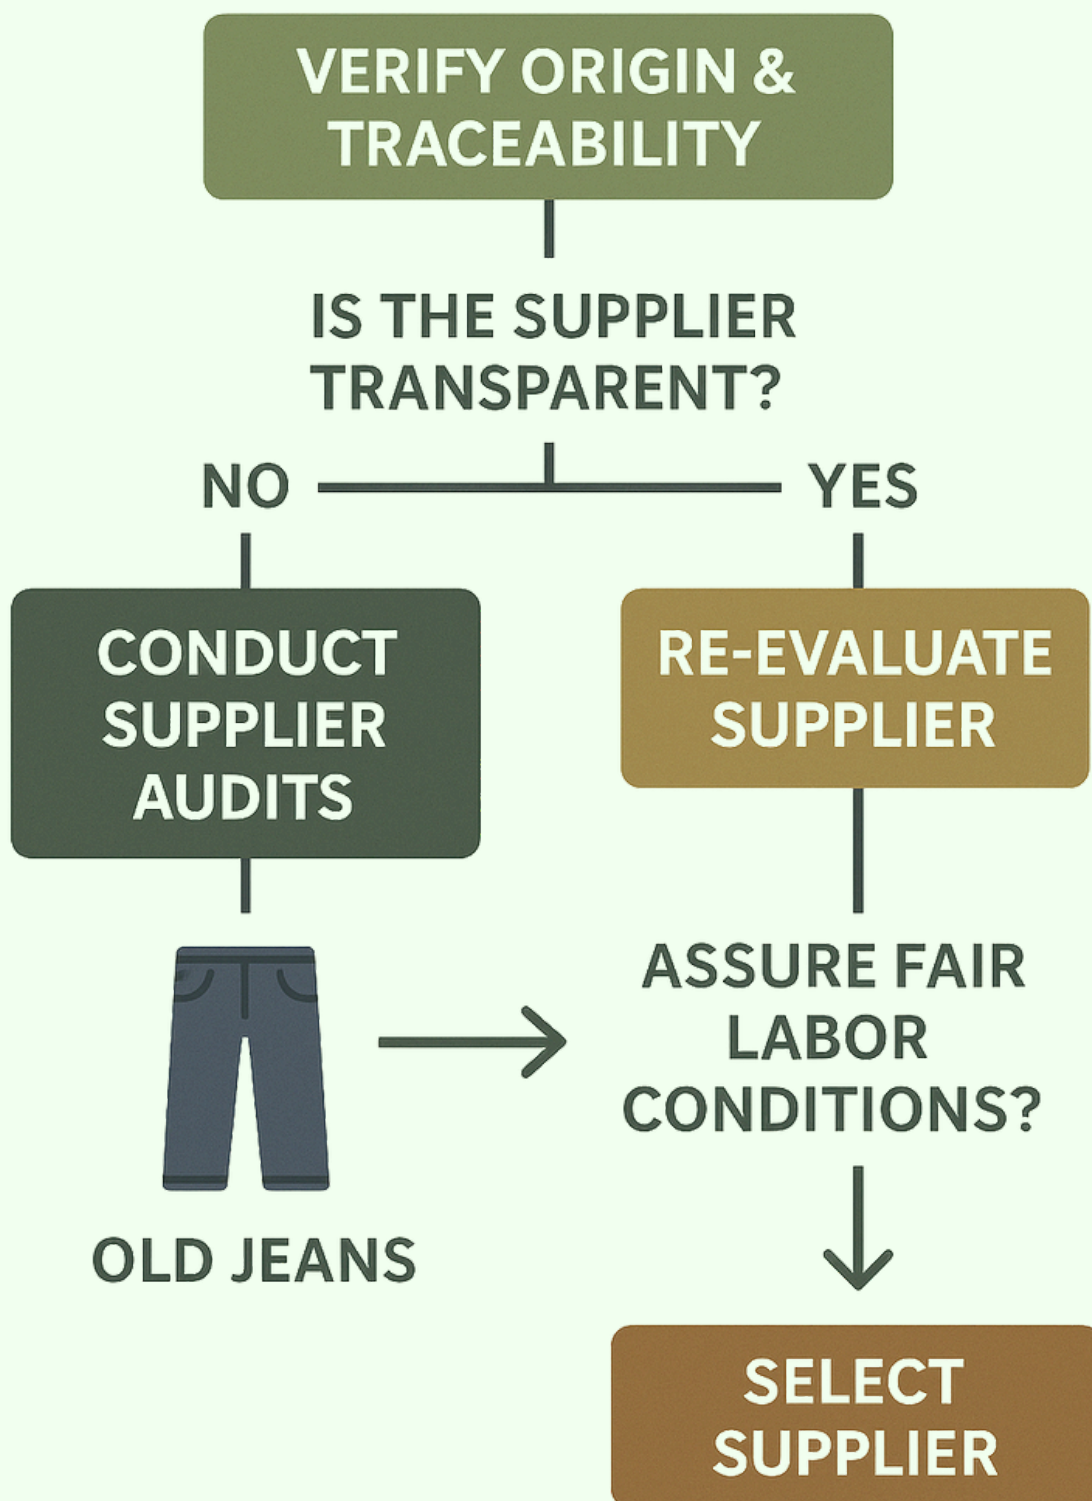 VERIFY ORIGIN &
TRACEABILITY
IS THE SUPPLIER
TRANSPARENT?
NO
YES
CONDUCT
SUPPLIER
AUDITS
RE-EVALUATE
SUPPLIER
OLD JEANS
ASSURE FAIR
LABOR
CONDITIONS?
SELECT
SUPPLIER